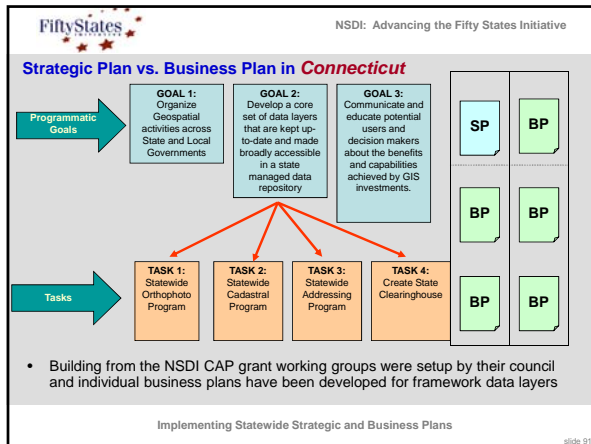 FiftyStates
INITIATIVE
NSDI: Advancing the Fifty States Initiative
Strategic Plan vs. Business Plan in Connecticut
Programmatic
Goals
GOAL 1:
Organize
Geospatial
activities across
State and Local
Governments
GOAL 2:
Develop a core
set of data layers
that are kept up-
to-date and made
broadly accessible
in a state
managed data
repository
GOAL 3:
Communicate and
educate potential
users and
decision makers
about the benefits
and capabilities
achieved by GIS
investments.
SP
BP
BP
BP
BP
BP
Tasks
TASK 1:
Statewide
Orthophoto
Program
TASK 2:
Statewide
Cadastral
Program
TASK 3:
Statewide
Addressing
Program
TASK 4:
Create State
Clearinghouse
• Building from the NSDI CAP grant working groups were setup by their council
and individual business plans have been developed for framework data layers
Implementing Statewide Strategic and Business Plans
slide 91